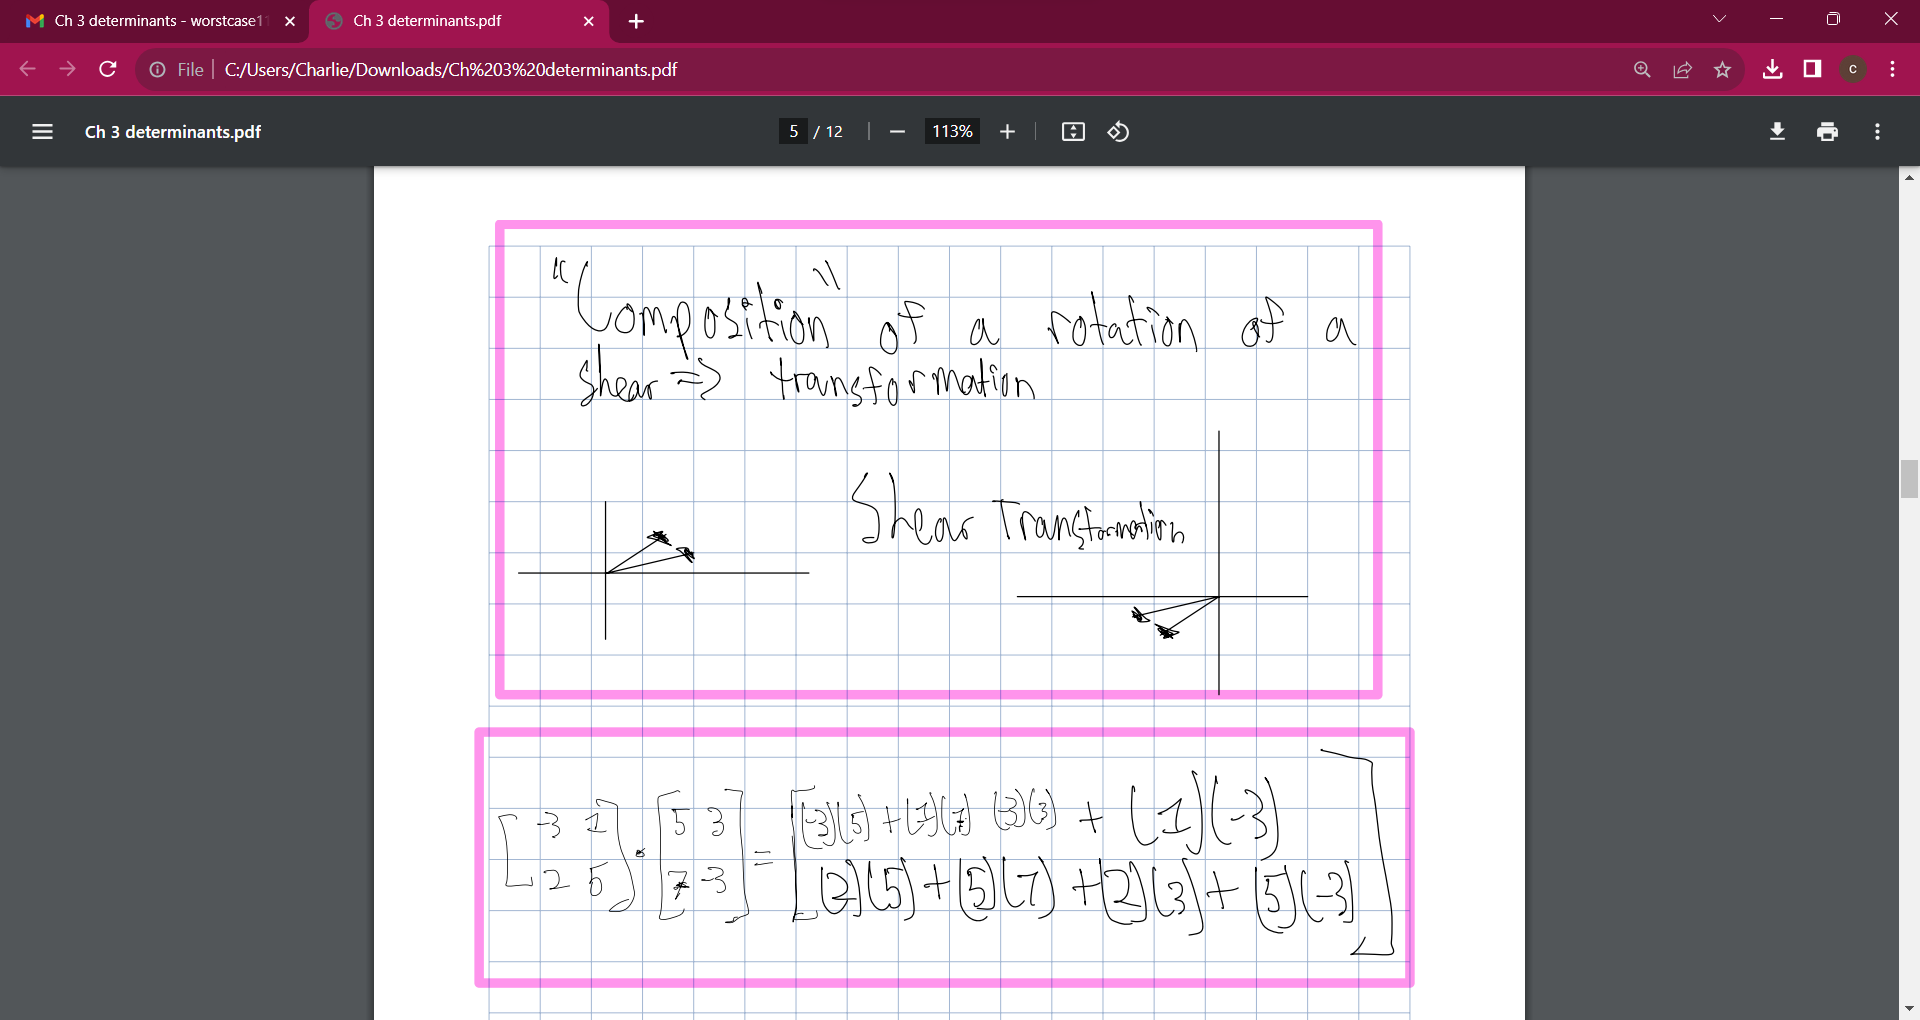 Ch 3 determinants - worstcase11
Ch 3 determinants.pdf
File
C:/Users/Charlie/Downloads/Ch%203%20determinants.pdf
c
Ch 3 determinants.pdf
5 / 12
113%
"Composition" of a rotation of a
shear => transformation
Shear Transformation
[-3 1] · [5 3] = [(-3)(5) + (1)(7) (-3)(3) + (1)(-3)]
[2 5] [7 -3] [(2)(5) + (5)(7) + (2)(3) + (5)(-3)]